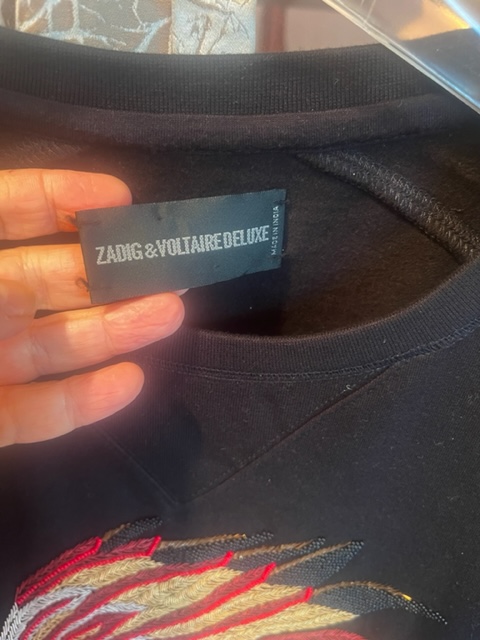 ZADIG & VOLTAIRE DELUXE
MADE IN INDIA